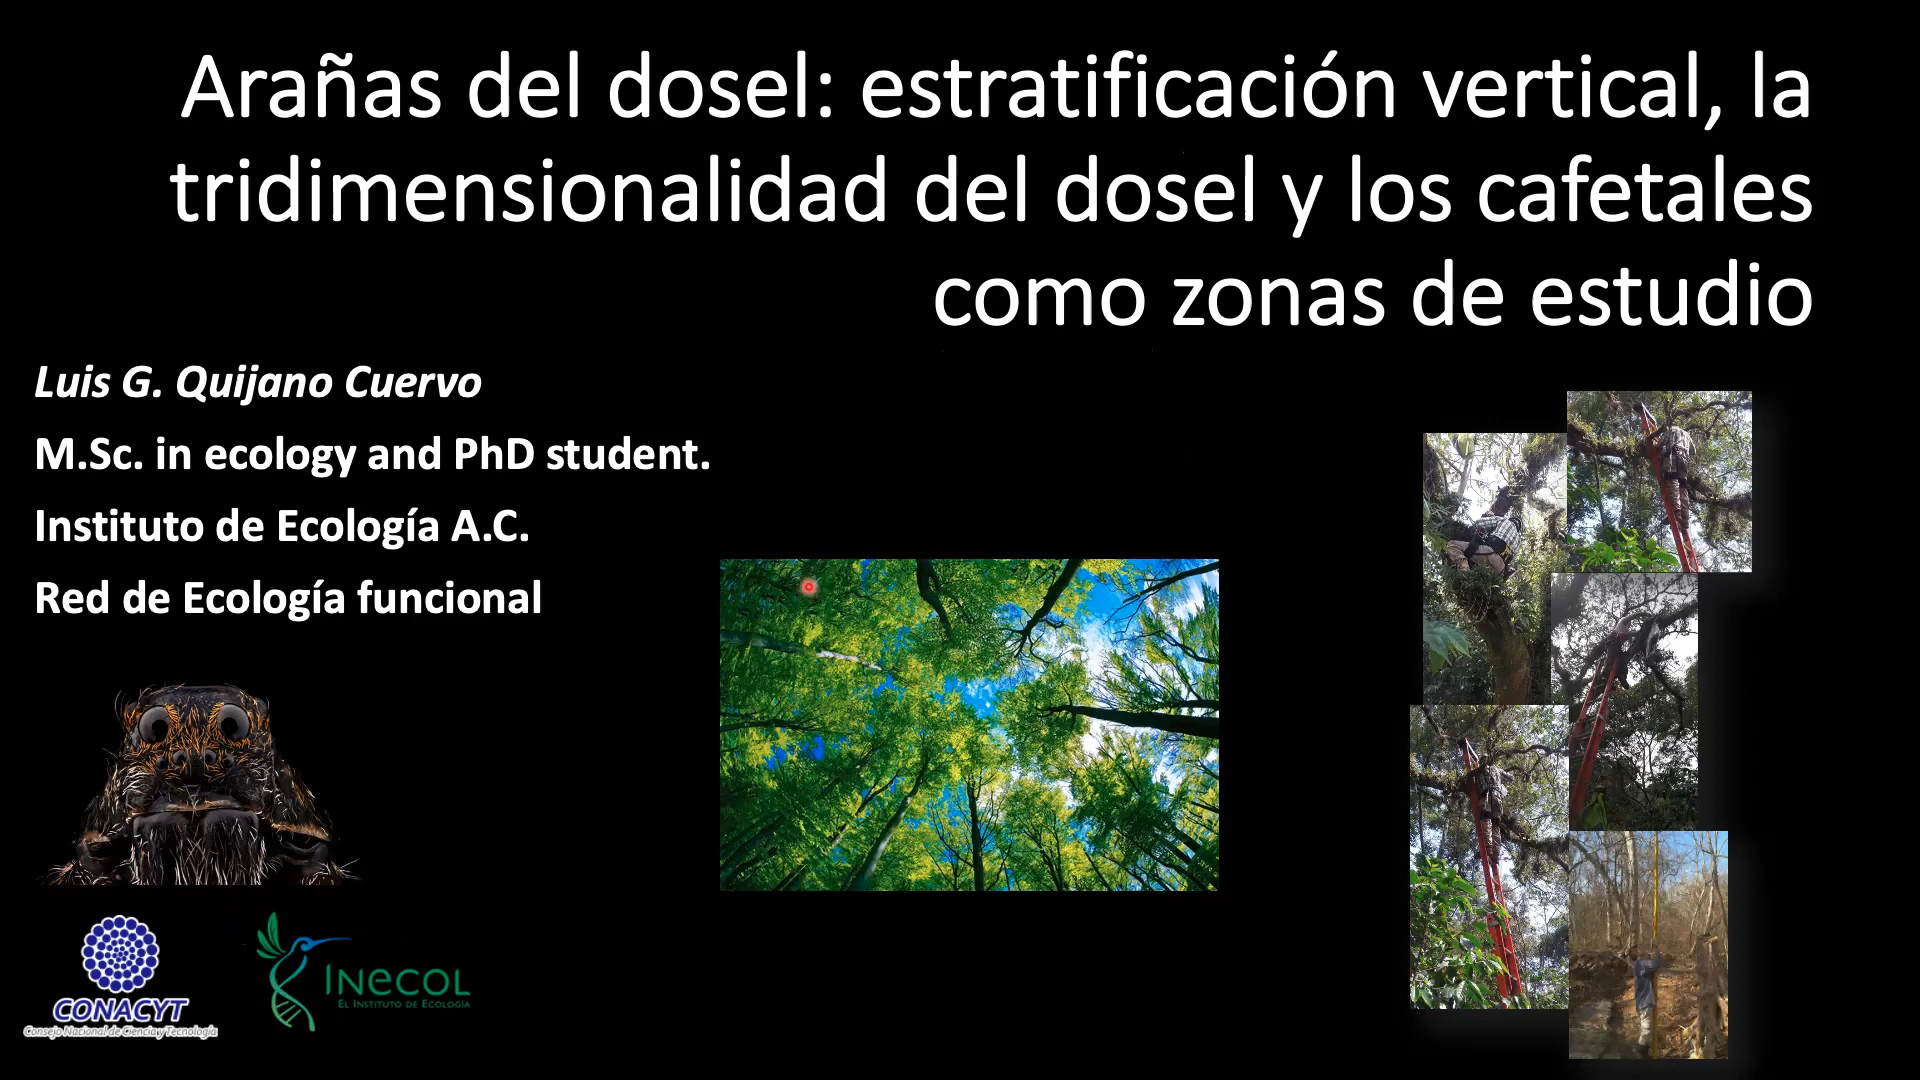 Arañas del dosel: estratificación vertical, la
tridimensionalidad del dosel y los cafetales
como zonas de estudio
Luis G. Quijano Cuervo
M.Sc. in ecology and PhD student.
Instituto de Ecología A.C.
Red de Ecología funcional
CONACYT
Consejo Nacional de Ciencia y Tecnología
INECOL
EL INSTITUTO DE ECOLOGÍA